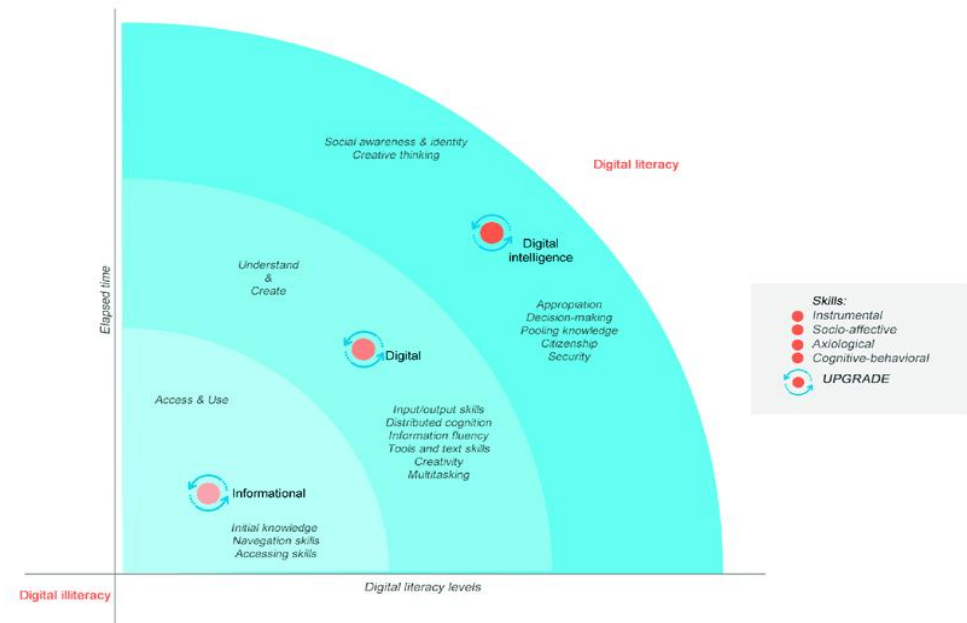 Social awareness & identity
Creative thinking
Digital literacy
Digital
intelligence
Understand
&
Create
Elapsed time
Appropiation
Decision-making
Pooling knowledge
Citizenship
Security
Skills:
Instrumental
Socio-affective
Axiological
Cognitive-behavioral
UPGRADE
Digital
Access & Use
Input/output skills
Distributed cognition
Information fluency
Tools and text skills
Creativity
Multitasking
Informational
Initial knowledge
Navegation skills
Accessing skills
Digital literacy levels
Digital illiteracy